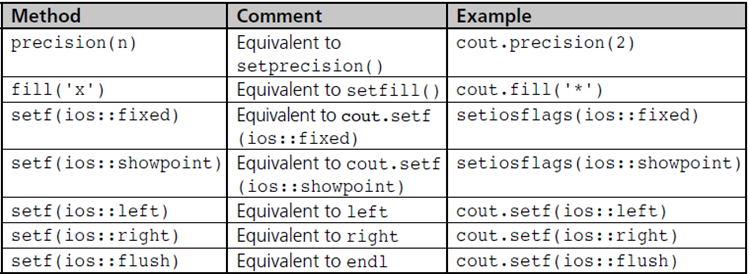 Method Comment Example
precision(n) Equivalent to cout.precision(2)
setprecision()
fill('x') Equivalent to setfill() cout.fill('*')
setf(ios::fixed) Equivalent to cout.setf setiosflags(ios::fixed)
(ios::fixed)
setf(ios::showpoint) Equivalent to cout.setf setiosflags(ios::showpoint)
(ios::showpoint)
setf(ios::left) Equivalent to left cout.setf(ios::left)
setf(ios::right) Equivalent to right cout.setf(ios::right)
setf(ios::flush) Equivalent to endl cout.setf(ios::flush)